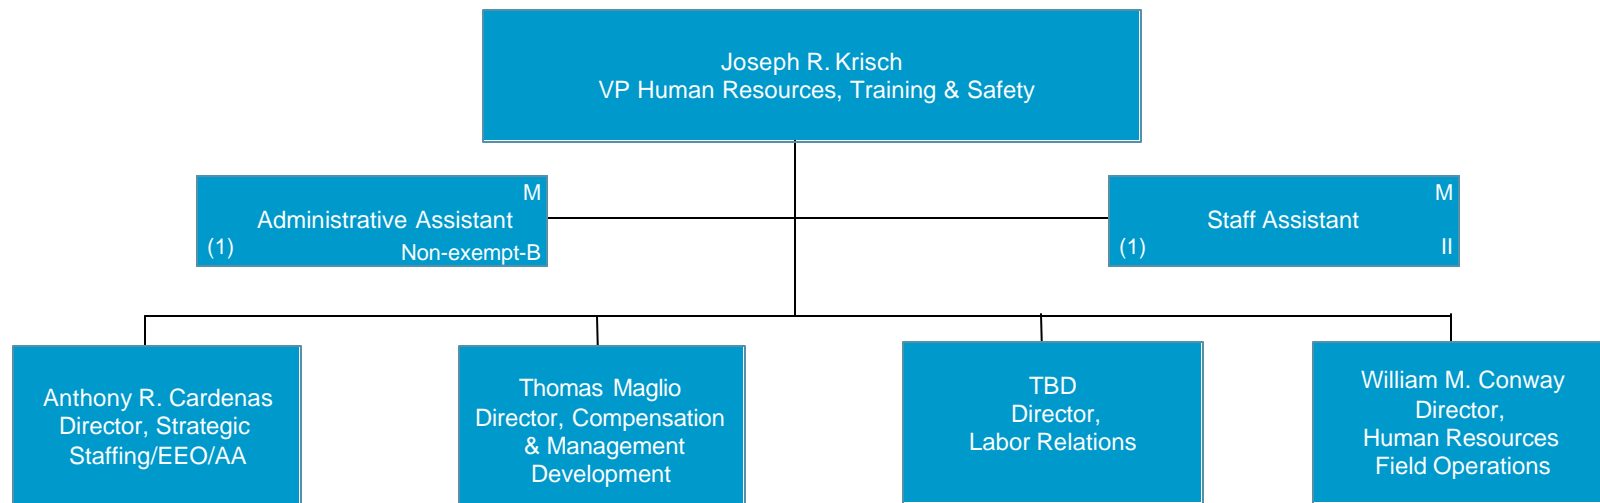 Joseph R. Krisch
VP Human Resources, Training & Safety
M
Administrative Assistant
(1)
Non-exempt-B
M
Staff Assistant
(1)
II
Anthony R. Cardenas
Director, Strategic
Staffing/EEO/AA
Thomas Maglio
Director, Compensation
& Management
Development
TBD
Director,
Labor Relations
William M. Conway
Director,
Human Resources
Field Operations